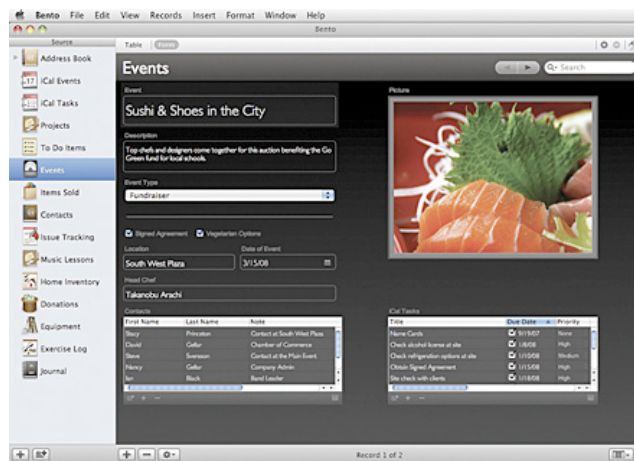 Bento File Edit View Records Insert Format Window Help
Bento
Source
Table Form
Address Book
iCal Events
iCal Tasks
Projects
To Do Items
Events
Items Sold
Contacts
Issue Tracking
Music Lessons
Home Inventory
Donations
Equipment
Exercise Log
Journal
Events
Search
Event
Sushi & Shoes in the City
Description
Top chefs and designers come together for this auction benefiting the Go
Green fund for local schools.
Event Type
Fundraiser
Signed Agreement Vegetarian Options
Location Date of Event
South West Plaza 3/15/08
Head Chef
Takanobu Arachi
Contacts
First Name Last Name Note
Stacy Princeton Contact at South West Plaza
David Gellar Chamber of Commerce
Steve Svensson Contact at the Main Event
Nancy Gellar Company Admin
Ian Black Band Leader
Picture
iCal Tasks
Title Due Date Priority
Name Cards 9/19/07 None
Check alcohol license at site 1/8/08 High
Check refrigeration options at site 1/10/08 Medium
Obtain Signed Agreement 1/15/08 High
Site check with clients 1/18/08 High
Record 1 of 2